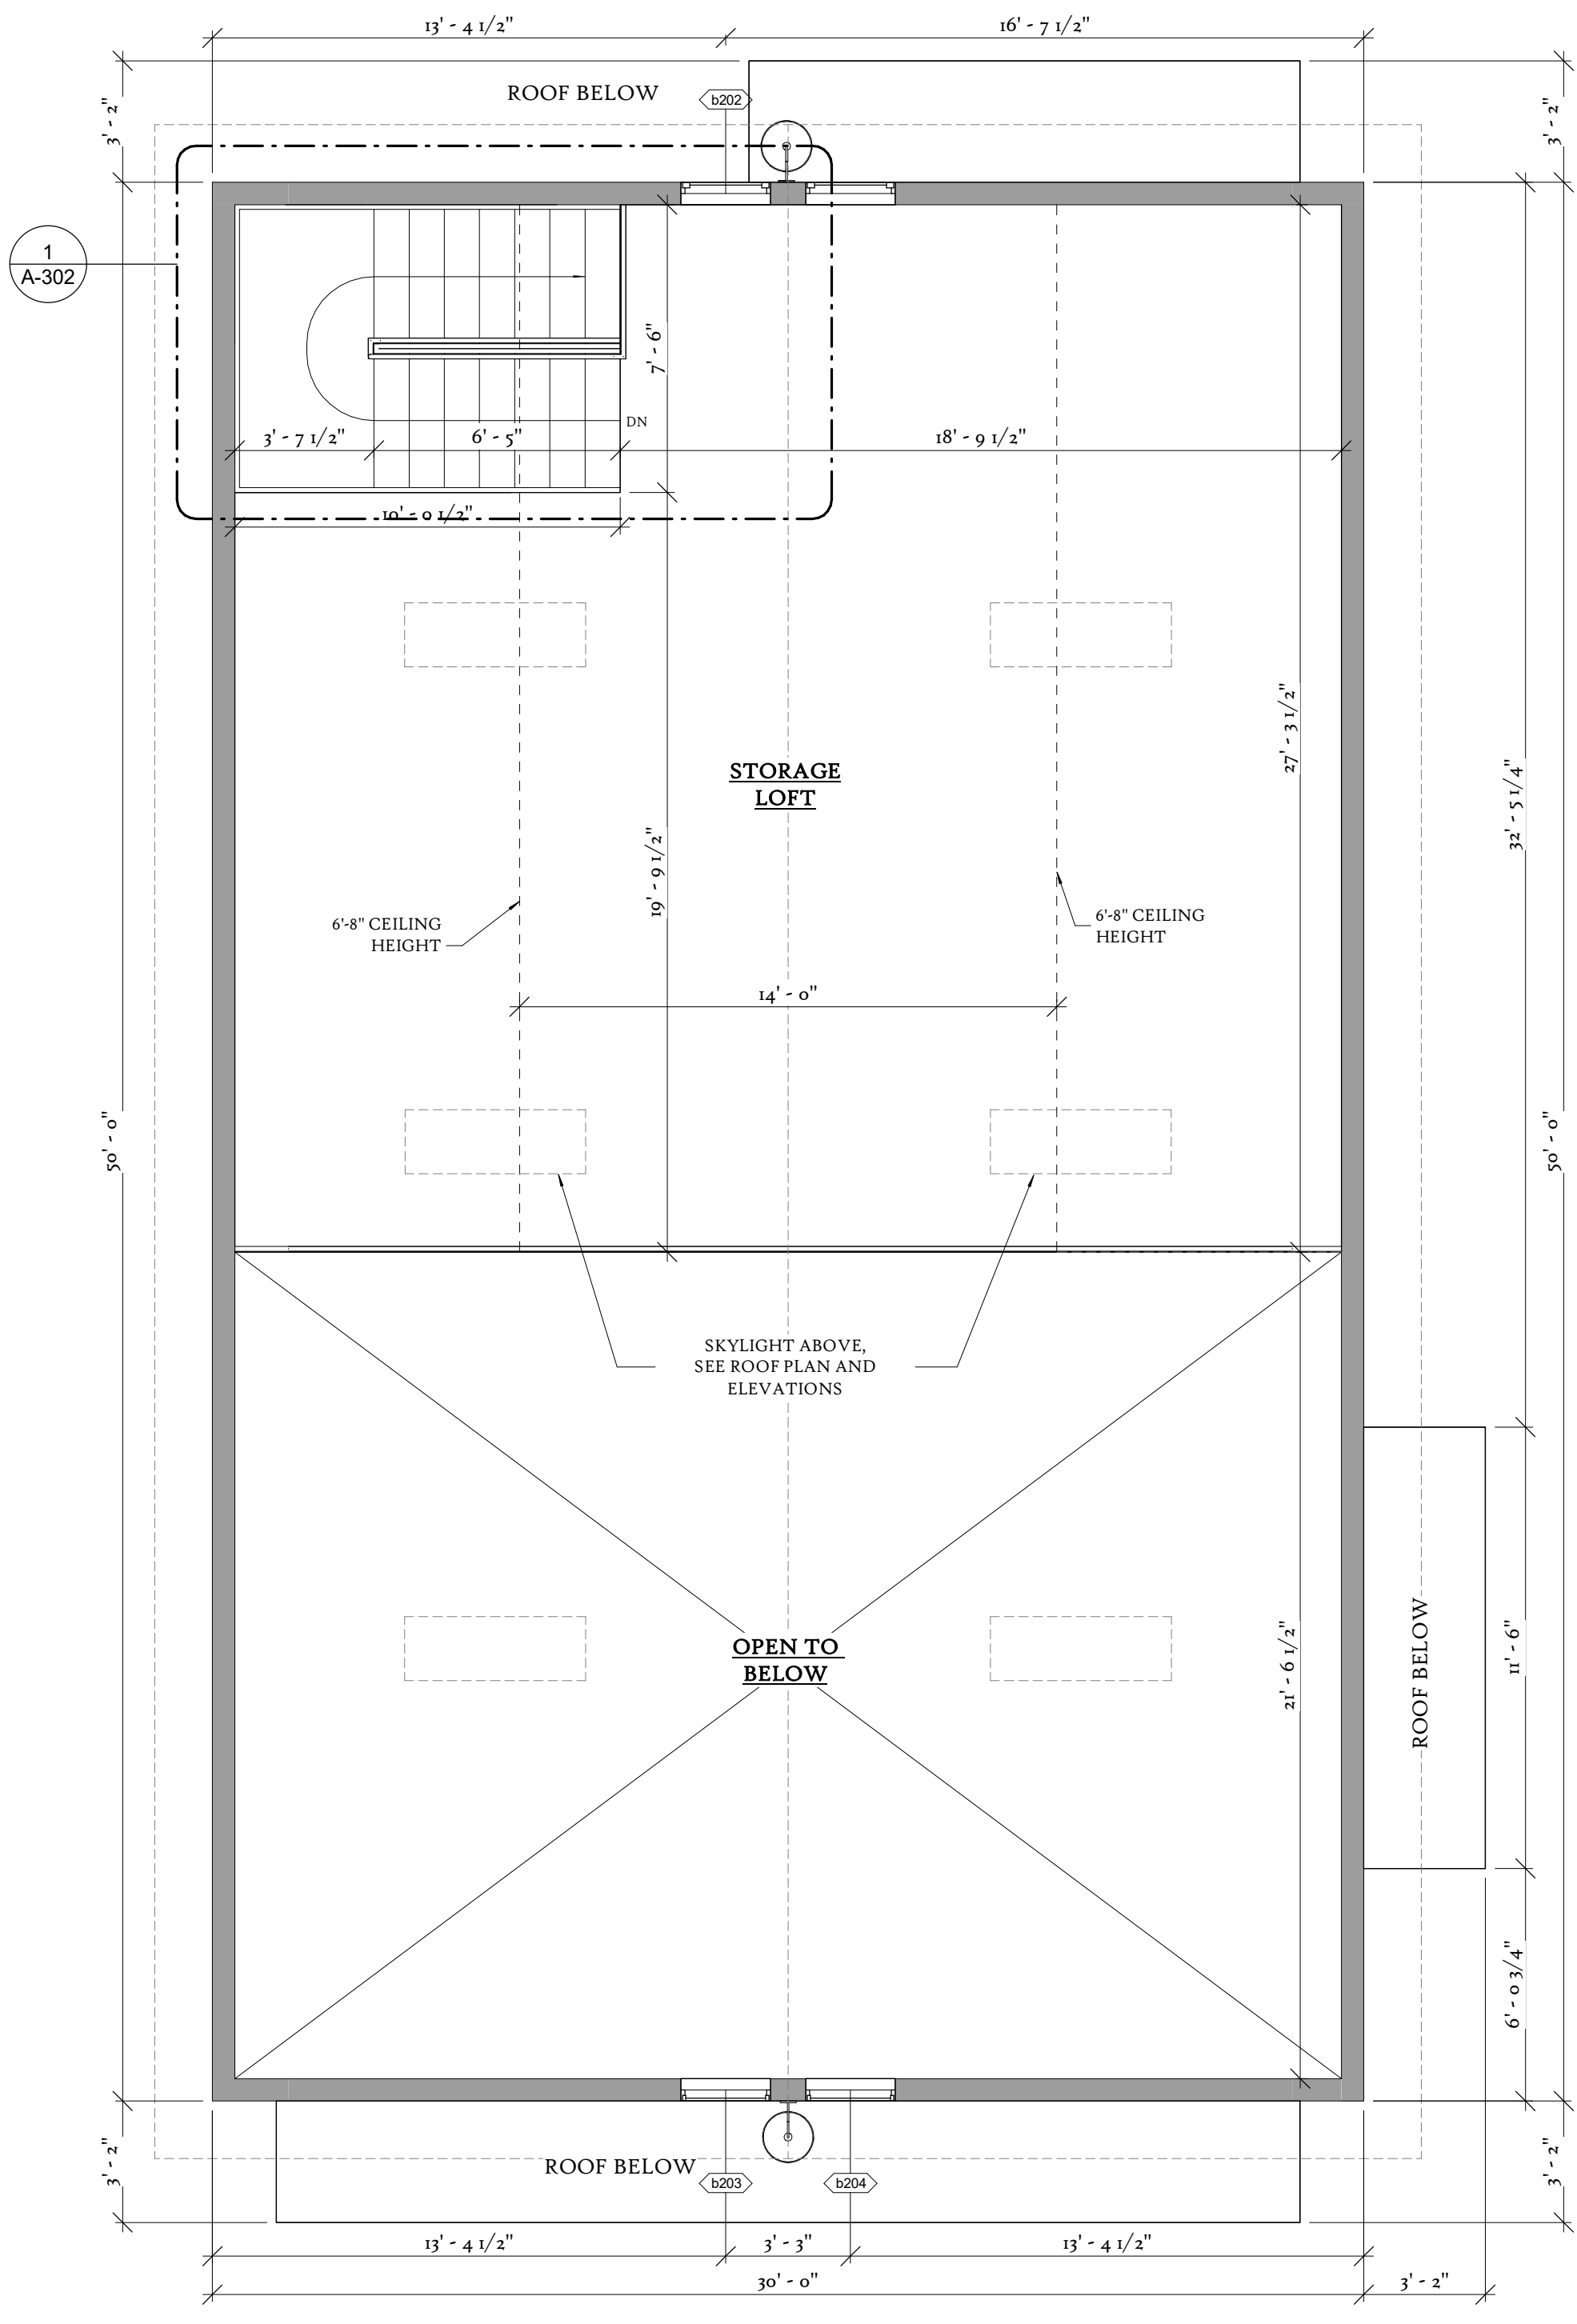 13' - 4 1/2"
16' - 7 1/2"
ROOF BELOW
b202
3' - 2"
3' - 2"
1
A-302
7' - 6"
DN
3' - 7 1/2"
6' - 5"
18' - 9 1/2"
10' - 0 1/2"
27' - 3 1/2"
STORAGE
LOFT
32' - 5 1/4"
19' - 9 1/2"
6'-8" CEILING
HEIGHT
6'-8" CEILING
HEIGHT
14' - 0"
50' - 0"
50' - 0"
SKYLIGHT ABOVE,
SEE ROOF PLAN AND
ELEVATIONS
OPEN TO
BELOW
21' - 6 1/2"
11' - 6"
ROOF BELOW
6' - 0 3/4"
3' - 2"
ROOF BELOW
b203
b204
3' - 2"
13' - 4 1/2"
3' - 3"
13' - 4 1/2"
30' - 0"
3' - 2"